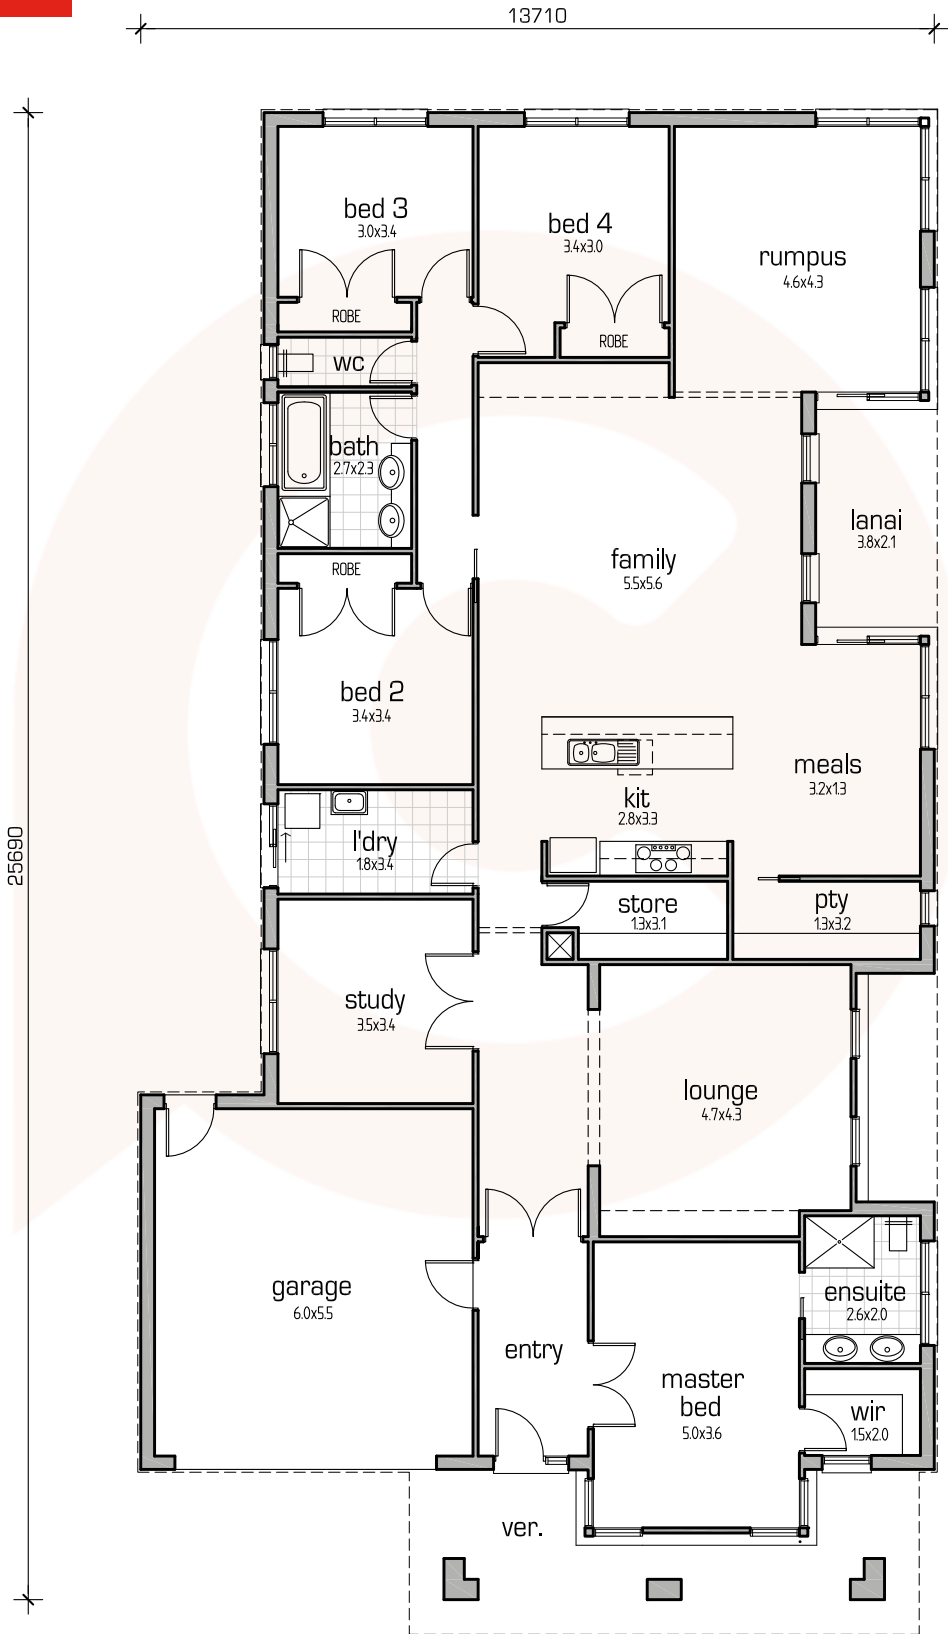 13710
25690
bed 3
3.0x3.4
ROBE
bed 4
3.4x3.0
ROBE
rumpus
4.6x4.3
wc
bath
2.7x2.3
ROBE
lanai
3.8x2.1
family
5.5x5.6
bed 2
3.4x3.4
meals
3.2x1.3
kit
2.8x3.3
l'dry
1.8x3.4
store
1.3x3.1
pty
1.3x3.2
study
3.5x3.4
lounge
4.7x4.3
garage
6.0x5.5
entry
ensuite
2.6x2.0
master
bed
5.0x3.6
wir
1.5x2.0
ver.